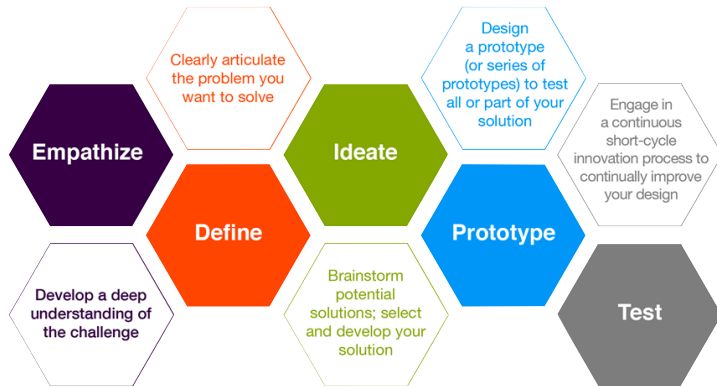 Empathize
Develop a deep
understanding of
the challenge
Clearly articulate
the problem you
want to solve
Define
Ideate
Brainstorm
potential
solutions; select
and develop your
solution
Design
a prototype
(or series of
prototypes) to test
all or part of your
solution
Prototype
Engage in
a continuous
short-cycle
innovation process to
continually improve
your design
Test